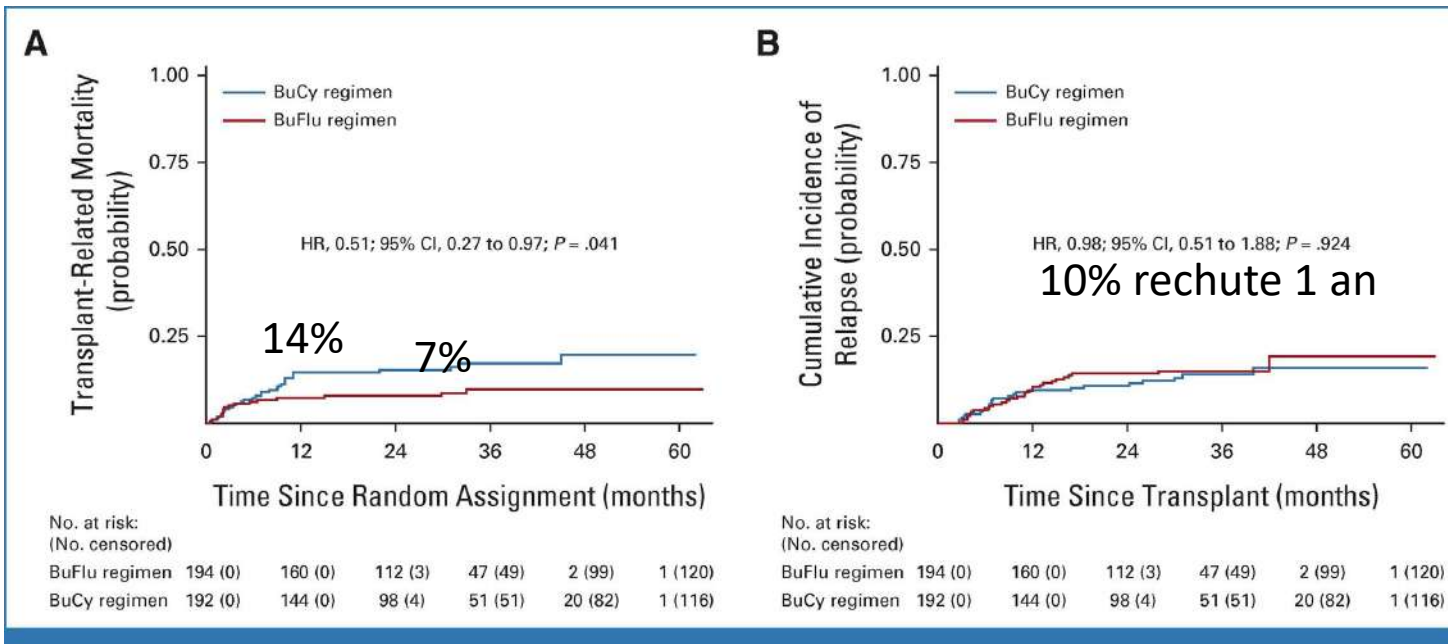 A
Transplant-Related Mortality
(probability)
1.00
0.75
0.50
0.25
BuCy regimen
BuFlu regimen
HR, 0.51; 95% CI, 0.27 to 0.97; P = .041
14%
7%
0 12 24 36 48 60
Time Since Random Assignment (months)
No. at risk:
(No. censored)
BuFlu regimen 194 (0) 160 (0) 112 (3) 47 (49) 2 (99) 1 (120)
BuCy regimen 192 (0) 144 (0) 98 (4) 51 (51) 20 (82) 1 (116)
B
Cumulative Incidence of
Relapse (probability)
1.00
0.75
0.50
0.25
BuCy regimen
BuFlu regimen
HR, 0.98; 95% CI, 0.51 to 1.88; P = .924
10% rechute 1 an
0 12 24 36 48 60
Time Since Transplant (months)
No. at risk:
(No. censored)
BuFlu regimen 194 (0) 160 (0) 112 (3) 47 (49) 2 (99) 1 (120)
BuCy regimen 192 (0) 144 (0) 98 (4) 51 (51) 20 (82) 1 (116)